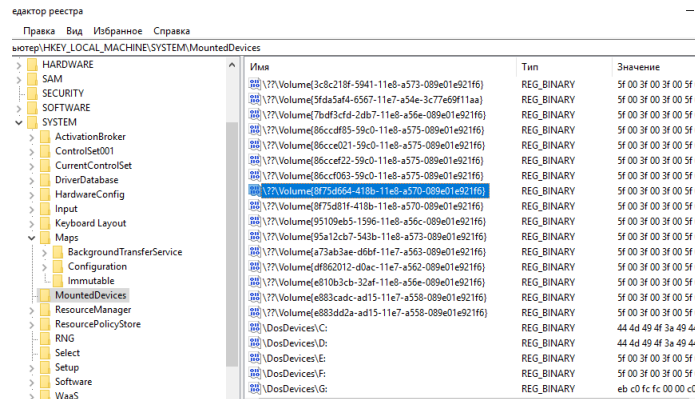 едактор реестра
Правка Вид Избранное Справка
ьютер\HKEY_LOCAL_MACHINE\SYSTEM\MountedDevices
HARDWARE
SAM
SECURITY
SOFTWARE
SYSTEM
ActivationBroker
ControlSet001
CurrentControlSet
DriverDatabase
HardwareConfig
Input
Keyboard Layout
Maps
BackgroundTransferService
Configuration
Immutable
MountedDevices
ResourceManager
ResourcePolicyStore
RNG
Select
Setup
Software
WaaS
Имя Тип Значение
\??\Volume{3c8c218f-5941-11e8-a573-089e01e921f6} REG_BINARY 5f 00 3f 00 3f 00 5f
\??\Volume{5fda5af4-6567-11e7-a54e-3c77e69f11aa} REG_BINARY 5f 00 3f 00 3f 00 5f
\??\Volume{7bdf3cfd-2db7-11e8-a56e-089e01e921f6} REG_BINARY 5f 00 3f 00 3f 00 5f
\??\Volume{86ccdf85-59c0-11e8-a575-089e01e921f6} REG_BINARY 5f 00 3f 00 3f 00 5f
\??\Volume{86cce021-59c0-11e8-a575-089e01e921f6} REG_BINARY 5f 00 3f 00 3f 00 5f
\??\Volume{86ccef22-59c0-11e8-a575-089e01e921f6} REG_BINARY 5f 00 3f 00 3f 00 5f
\??\Volume{86ccf063-59c0-11e8-a575-089e01e921f6} REG_BINARY 5f 00 3f 00 3f 00 5f
\??\Volume{8f75d664-418b-11e8-a570-089e01e921f6} REG_BINARY 5f 00 3f 00 3f 00 5f
\??\Volume{8f75d81f-418b-11e8-a570-089e01e921f6} REG_BINARY 5f 00 3f 00 3f 00 5f
\??\Volume{95109eb5-1596-11e8-a56c-089e01e921f6} REG_BINARY 5f 00 3f 00 3f 00 5f
\??\Volume{95a12cb7-543b-11e8-a573-089e01e921f6} REG_BINARY 5f 00 3f 00 3f 00 5f
\??\Volume{a73ab3ae-d6bf-11e7-a563-089e01e921f6} REG_BINARY 5f 00 3f 00 3f 00 5f
\??\Volume{df862012-d0ac-11e7-a562-089e01e921f6} REG_BINARY 5f 00 3f 00 3f 00 5f
\??\Volume{e810b3cb-32af-11e8-a56e-089e01e921f6} REG_BINARY 5f 00 3f 00 3f 00 5f
\??\Volume{e883cadc-ad15-11e7-a558-089e01e921f6} REG_BINARY 5f 00 3f 00 3f 00 5f
\??\Volume{e883dd2a-ad15-11e7-a558-089e01e921f6} REG_BINARY 5f 00 3f 00 3f 00 5f
\DosDevices\C: REG_BINARY 44 4d 49 4f 3a 49 44
\DosDevices\D: REG_BINARY 44 4d 49 4f 3a 49 44
\DosDevices\E: REG_BINARY 5f 00 3f 00 3f 00 5f
\DosDevices\F: REG_BINARY 5f 00 3f 00 3f 00 5f
\DosDevices\G: REG_BINARY eb c0 fc fc 00 00 c0